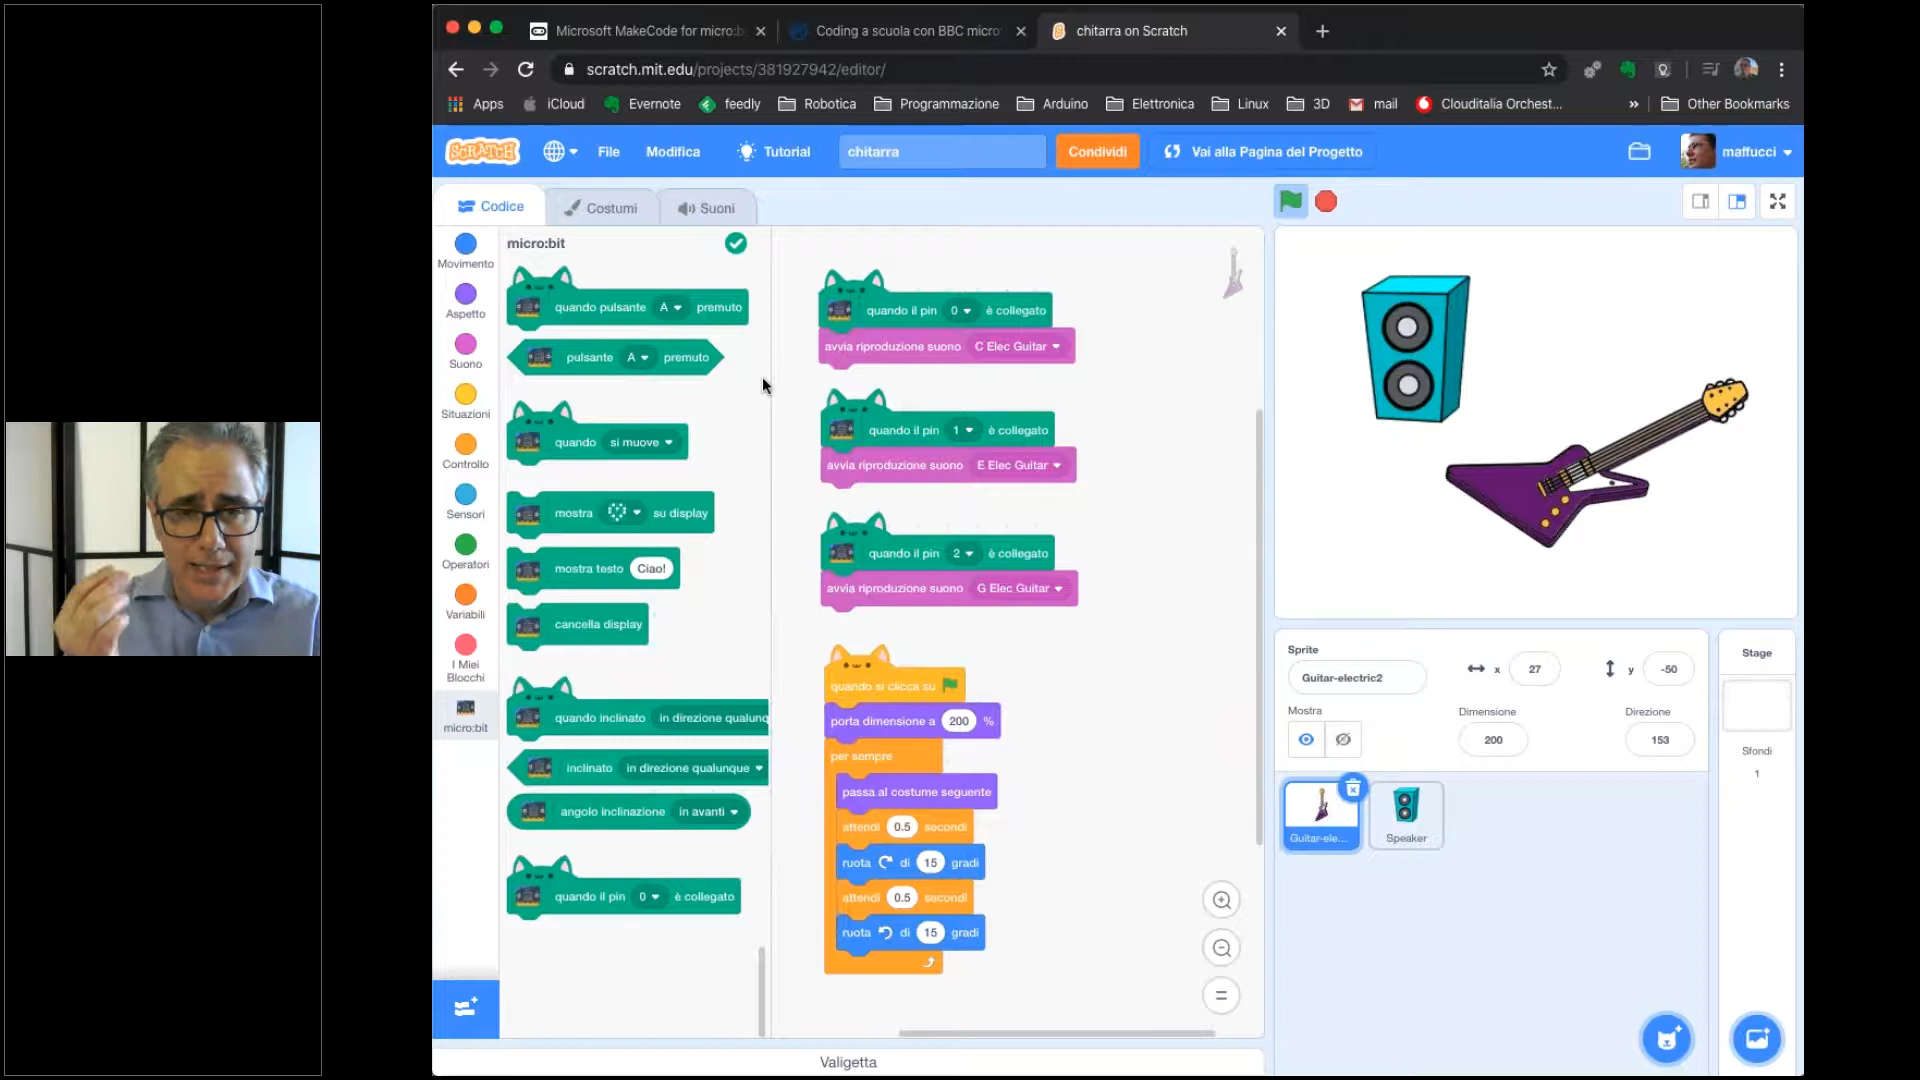 Microsoft MakeCode for micro:b
Coding a scuola con BBC micro
chitarra on Scratch
scratch.mit.edu/projects/381927942/editor/
Apps
iCloud
Evernote
feedly
Robotica
Programmazione
Arduino
Elettronica
Linux
3D
mail
Clouditalia Orchest...
»
Other Bookmarks
SCRATCH
File
Modifica
Tutorial
chitarra
Condividi
Vai alla Pagina del Progetto
maffucci
Codice
Costumi
Suoni
Movimento
Aspetto
Suono
Situazioni
Controllo
Sensori
Operatori
Variabili
I Miei
Blocchi
micro:bit
micro:bit
quando pulsante A premuto
pulsante A premuto
quando si muove
mostra su display
mostra testo Ciao!
cancella display
quando inclinato in direzione qualunq
inclinato in direzione qualunque
angolo inclinazione in avanti
quando il pin 0 è collegato
quando il pin 0 è collegato
avvia riproduzione suono C Elec Guitar
quando il pin 1 è collegato
avvia riproduzione suono E Elec Guitar
quando il pin 2 è collegato
avvia riproduzione suono G Elec Guitar
quando si clicca su
porta dimensione a 200 %
per sempre
passa al costume seguente
attendi 0.5 secondi
ruota di 15 gradi
attendi 0.5 secondi
ruota di 15 gradi
Valigetta
Sprite
Guitar-electric2
x 27
y -50
Mostra
Dimensione
200
Direzione
153
Guitar-ele...
Speaker
Stage
Sfondi
1